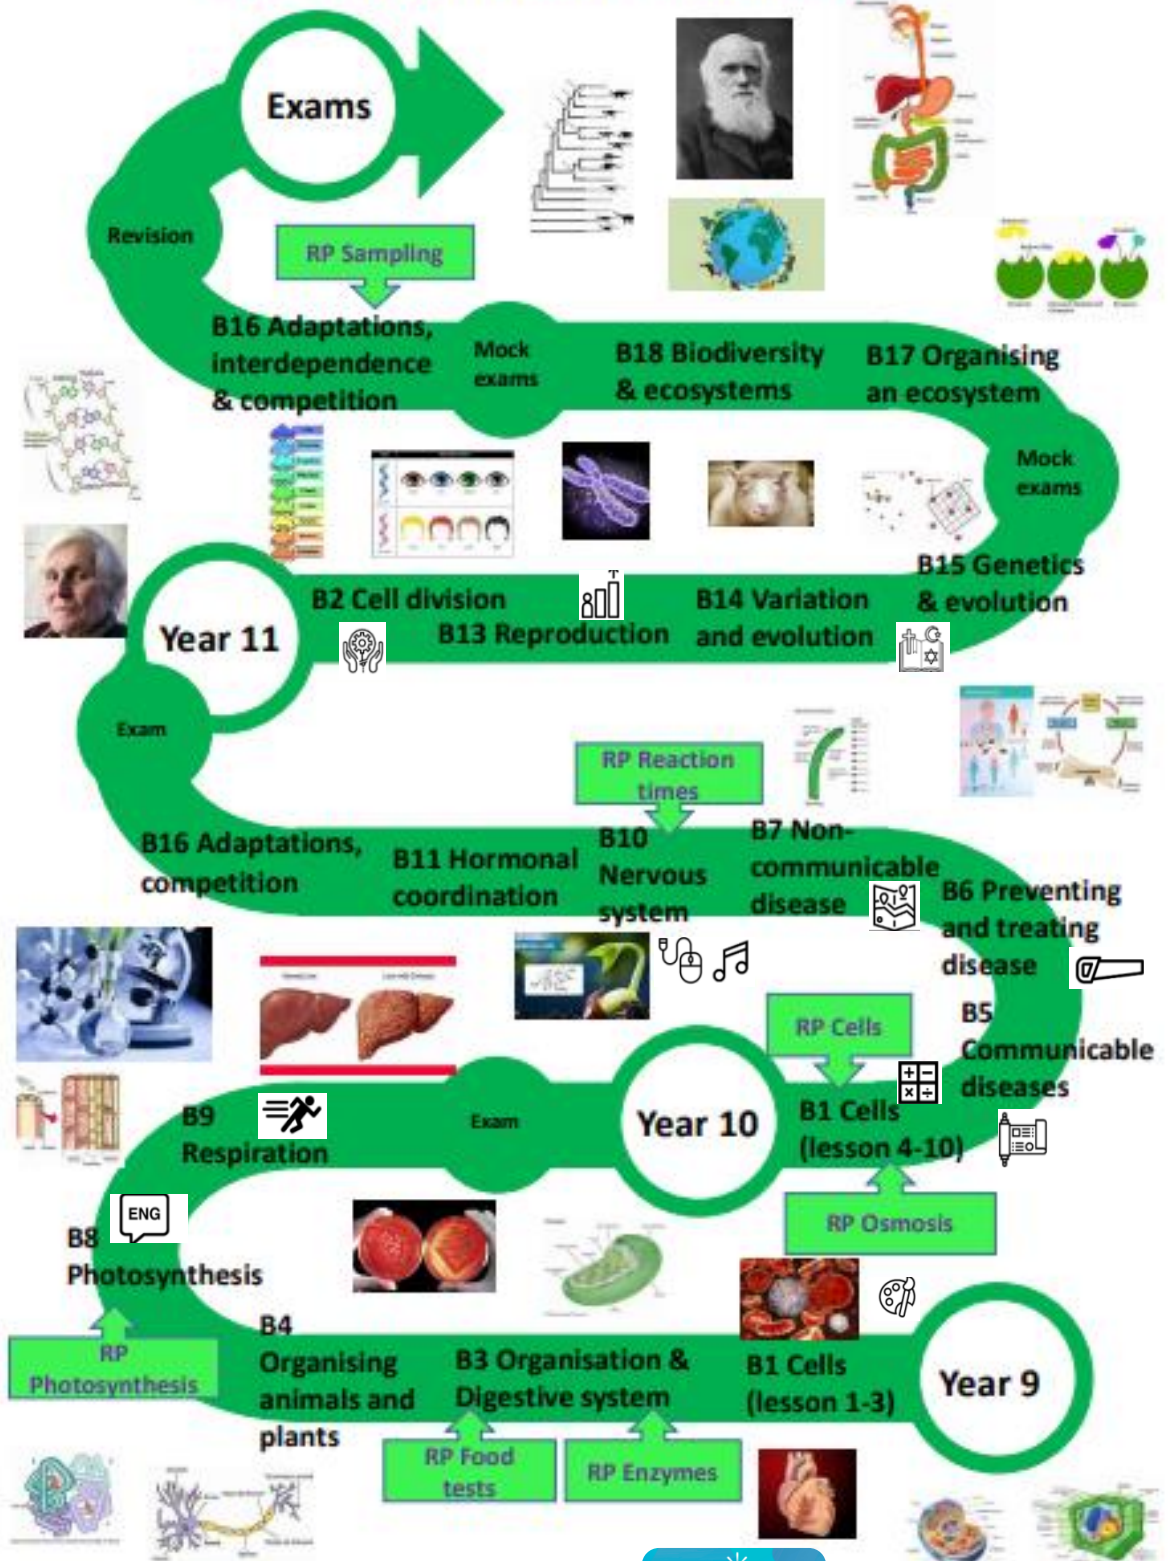 Exams
Revision
RP Sampling
B16 Adaptations,
interdependence
& competition
Mock
exams
B18 Biodiversity
& ecosystems
B17 Organising
an ecosystem
Mock
exams
B15 Genetics
& evolution
B14 Variation
and evolution
B2 Cell division
B13 Reproduction
Year 11
Exam
RP Reaction
times
B16 Adaptations,
competition
B11 Hormonal
coordination
B10
Nervous
system
B7 Non-
communicable
disease
B6 Preventing
and treating
disease
B5
Communicable
diseases
RP Cells
B1 Cells
(lesson 4-10)
RP Osmosis
Year 10
Exam
B9
Respiration
ENG
B8
Photosynthesis
RP
Photosynthesis
B4
Organising
animals and
plants
B3 Organisation &
Digestive system
RP Food
tests
RP Enzymes
B1 Cells
(lesson 1-3)
Year 9